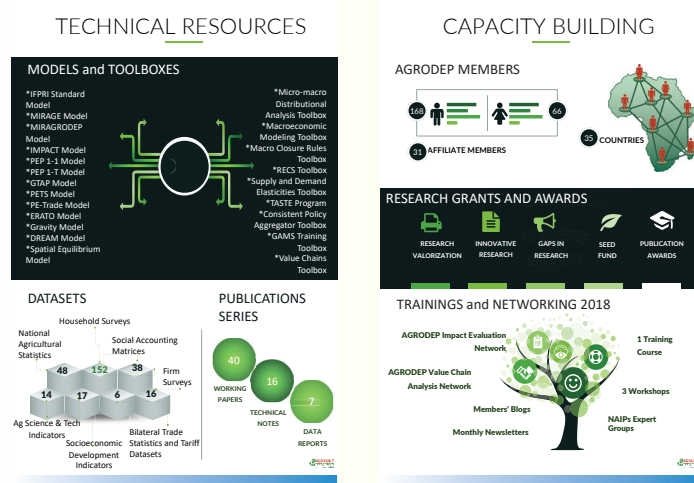 TECHNICAL RESOURCES
MODELS and TOOLBOXES
*IFPRI Standard
Model
*MIRAGE Model
*MIRAGRODEP
Model
*IMPACT Model
*PEP 1-1 Model
*PEP 1-T Model
*GTAP Model
*PETS Model
*PE-Trade Model
*ERATO Model
*Gravity Model
*DREAM Model
*Spatial Equilibrium
Model
*Micro-macro
Distributional
Analysis Toolbox
*Macroeconomic
Modeling Toolbox
*Macro Closure Rules
Toolbox
*RECS Toolbox
*Supply and Demand
Elasticities Toolbox
*TASTE Program
*Consistent Policy
Aggregator Toolbox
*GAMS Training
Toolbox
*Value Chains
Toolbox
DATASETS
Household Surveys
National
Agricultural
Statistics
Social Accounting
Matrices
Firm
Surveys
48
152
38
14
17
6
16
Ag Science & Tech
Indicators
Socioeconomic
Development
Indicators
Bilateral Trade
Statistics and Tariff
Datasets
PUBLICATIONS
SERIES
40
WORKING
PAPERS
16
TECHNICAL
NOTES
7
DATA
REPORTS
CAPACITY BUILDING
AGRODEP MEMBERS
168
66
31 AFFILIATE MEMBERS
35 COUNTRIES
RESEARCH GRANTS AND AWARDS
RESEARCH
VALORIZATION
INNOVATIVE
RESEARCH
GAPS IN
RESEARCH
SEED
FUND
PUBLICATION
AWARDS
TRAININGS and NETWORKING 2018
AGRODEP Impact Evaluation
Network
AGRODEP Value Chain
Analysis Network
Members' Blogs
Monthly Newsletters
1 Training
Course
3 Workshops
NAIPs Expert
Groups